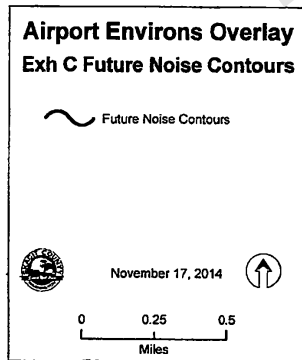 Airport Environs Overlay
Exh C Future Noise Contours
Future Noise Contours
November 17, 2014
0 0.25 0.5
Miles